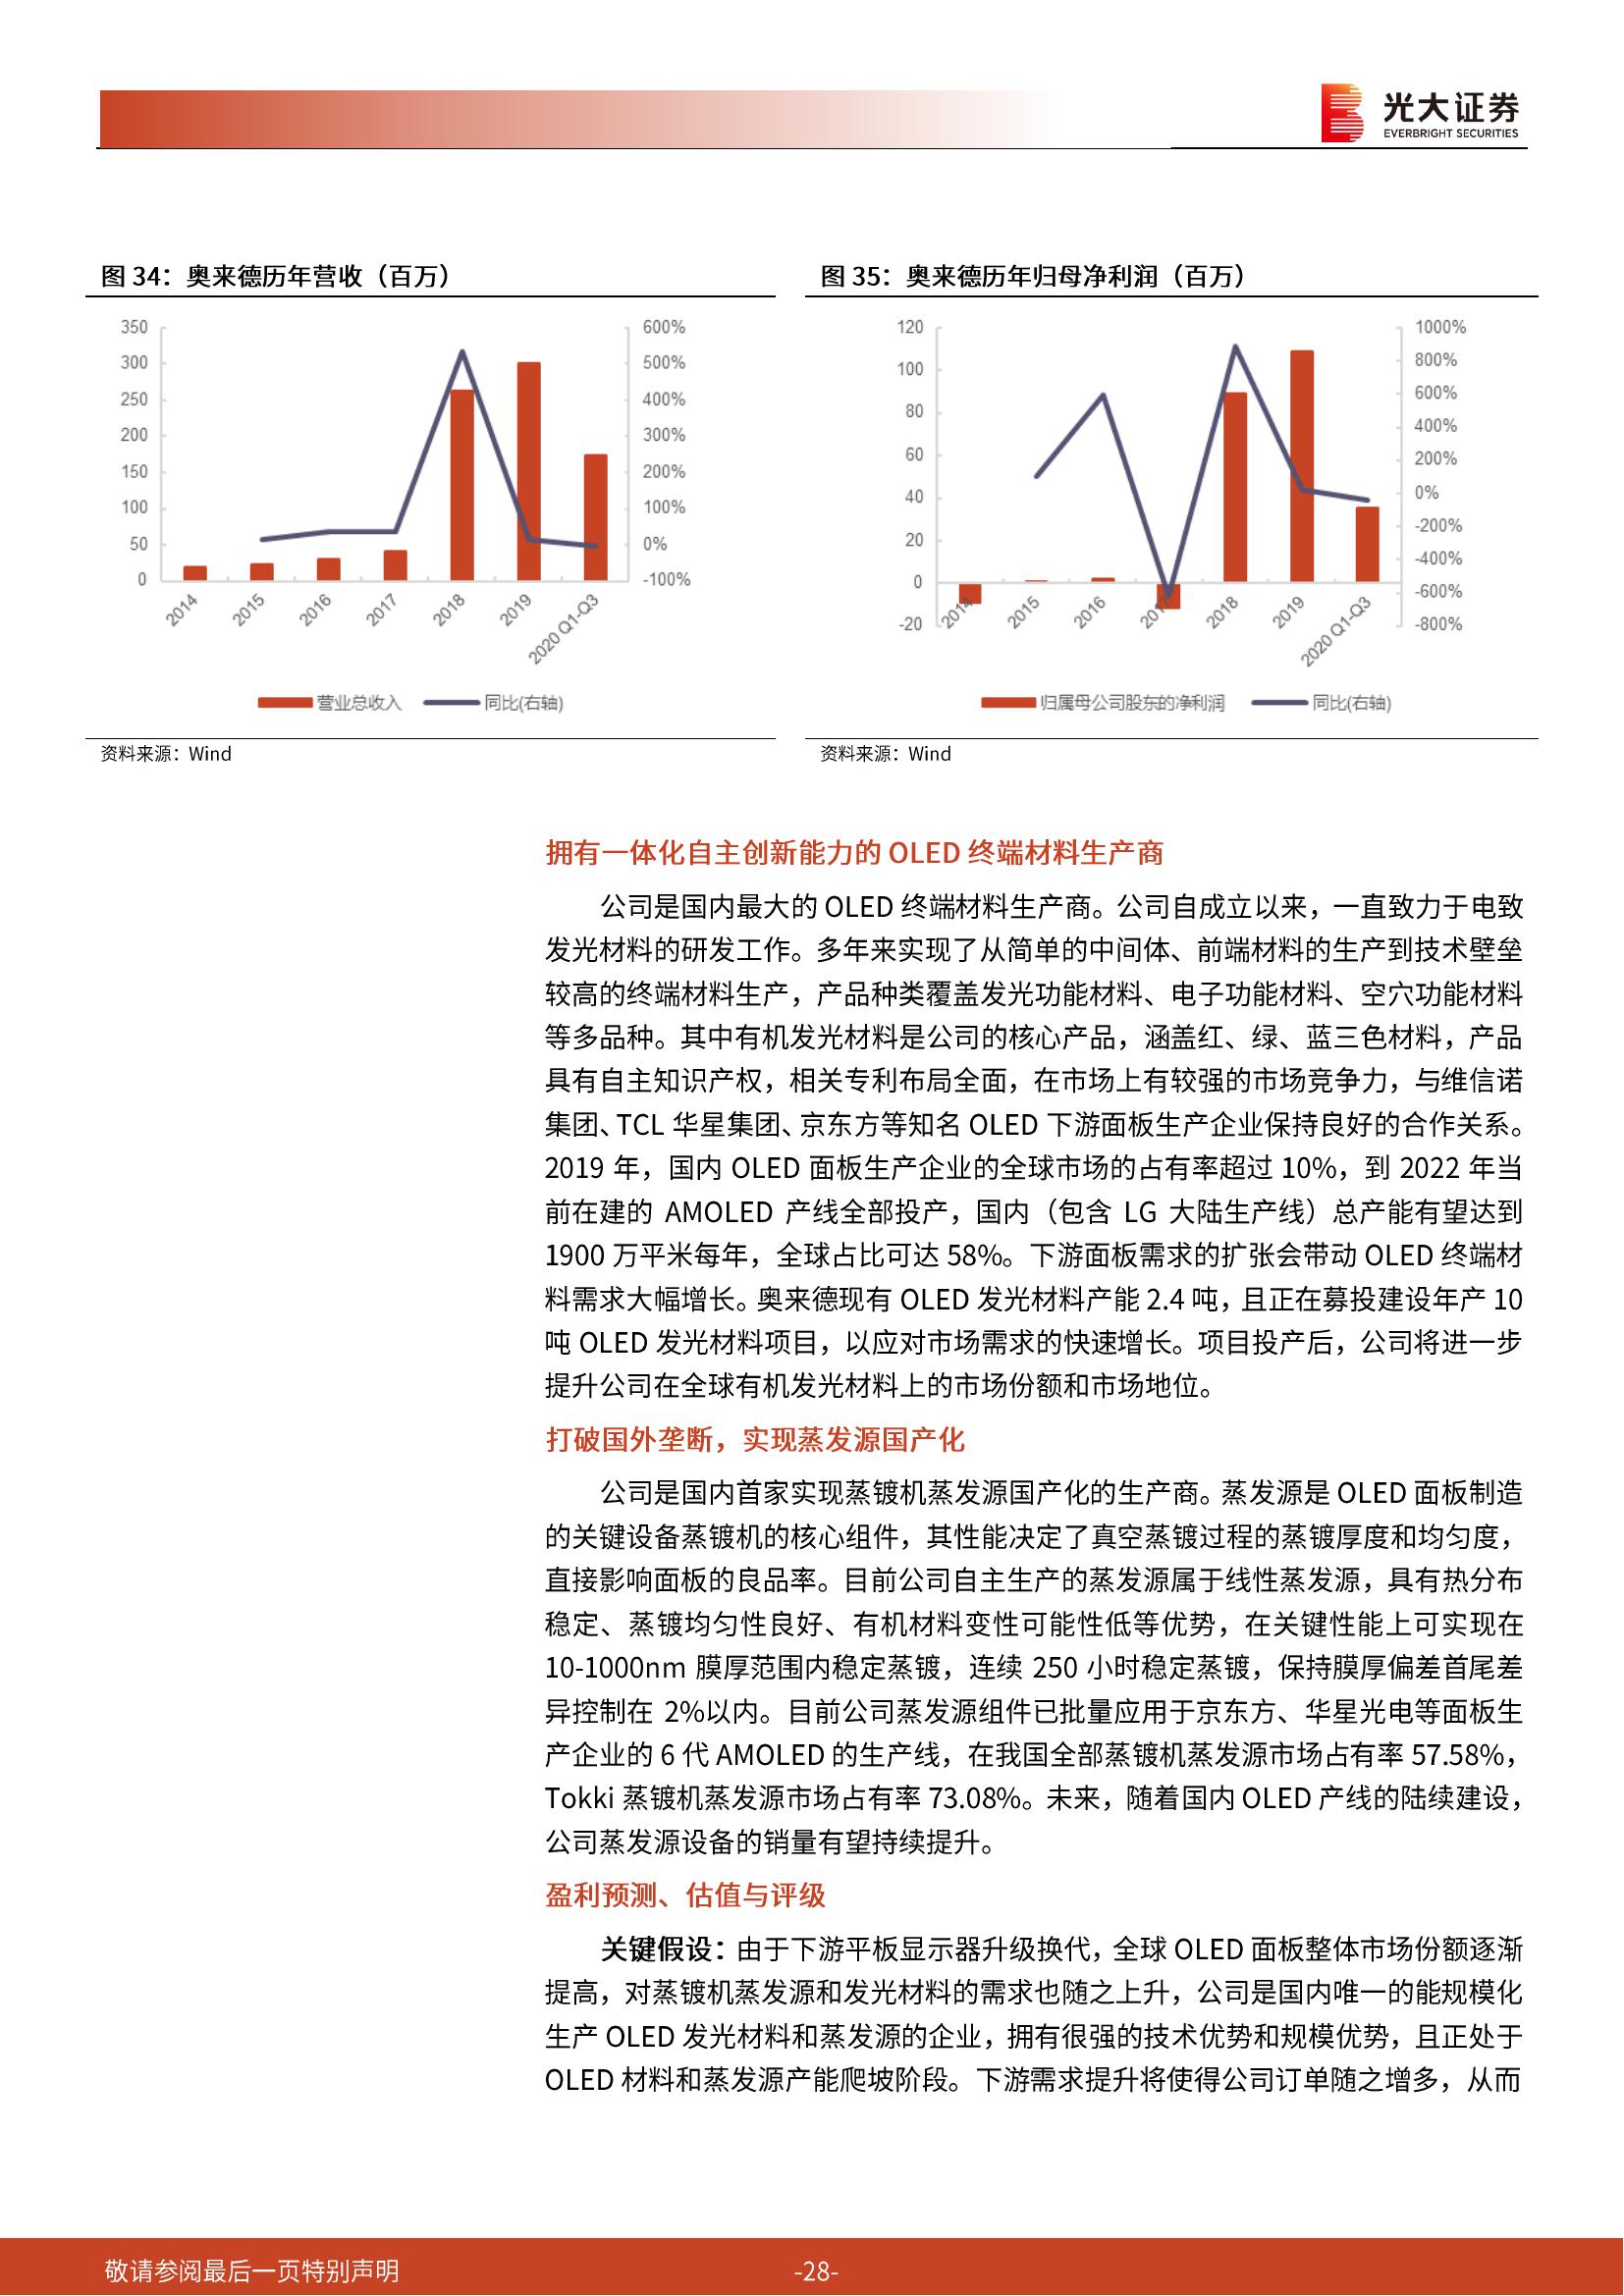 光大证券
EVERBRIGHT SECURITIES
图 34：奥来德历年营收（百万）
350
300
250
200
150
100
50
0
600%
500%
400%
300%
200%
100%
0%
-100%
2014
2015
2016
2017
2018
2019
2020 Q1-Q3
营业总收入
同比(右轴)
资料来源：Wind
图 35：奥来德历年归母净利润（百万）
120
100
80
60
40
20
0
-20
1000%
800%
600%
400%
200%
0%
-200%
-400%
-600%
-800%
2014
2015
2016
2017
2018
2019
2020 Q1-Q3
归属母公司股东的净利润
同比(右轴)
资料来源：Wind
拥有一体化自主创新能力的 OLED 终端材料生产商
公司是国内最大的 OLED 终端材料生产商。公司自成立以来，一直致力于电致
发光材料的研发工作。多年来实现了从简单的中间体、前端材料的生产到技术壁垒
较高的终端材料生产，产品种类覆盖发光功能材料、电子功能材料、空穴功能材料
等多品种。其中有机发光材料是公司的核心产品，涵盖红、绿、蓝三色材料，产品
具有自主知识产权，相关专利布局全面，在市场上有较强的市场竞争力，与维信诺
集团、TCL 华星集团、京东方等知名 OLED 下游面板生产企业保持良好的合作关系。
2019 年，国内 OLED 面板生产企业的全球市场的占有率超过 10%，到 2022 年当
前在建的 AMOLED 产线全部投产，国内（包含 LG 大陆生产线）总产能有望达到
1900 万平米每年，全球占比可达 58%。下游面板需求的扩张会带动 OLED 终端材
料需求大幅增长。奥来德现有 OLED 发光材料产能 2.4 吨，且正在募投建设年产 10
吨 OLED 发光材料项目，以应对市场需求的快速增长。项目投产后，公司将进一步
提升公司在全球有机发光材料上的市场份额和市场地位。
打破国外垄断，实现蒸发源国产化
公司是国内首家实现蒸镀机蒸发源国产化的生产商。蒸发源是 OLED 面板制造
的关键设备蒸镀机的核心组件，其性能决定了真空蒸镀过程的蒸镀厚度和均匀度，
直接影响面板的良品率。目前公司自主生产的蒸发源属于线性蒸发源，具有热分布
稳定、蒸镀均匀性良好、有机材料变性可能性低等优势，在关键性能上可实现在
10-1000nm 膜厚范围内稳定蒸镀，连续 250 小时稳定蒸镀，保持膜厚偏差首尾差
异控制在 2%以内。目前公司蒸发源组件已批量应用于京东方、华星光电等面板生
产企业的 6 代 AMOLED 的生产线，在我国全部蒸镀机蒸发源市场占有率 57.58%，
Tokki 蒸镀机蒸发源市场占有率 73.08%。未来，随着国内 OLED 产线的陆续建设，
公司蒸发源设备的销量有望持续提升。
盈利预测、估值与评级
关键假设：由于下游平板显示器升级换代，全球 OLED 面板整体市场份额逐渐
提高，对蒸镀机蒸发源和发光材料的需求也随之上升，公司是国内唯一的能规模化
生产 OLED 发光材料和蒸发源的企业，拥有很强的技术优势和规模优势，且正处于
OLED 材料和蒸发源产能爬坡阶段。下游需求提升将使得公司订单随之增多，从而
敬请参阅最后一页特别声明
-28-